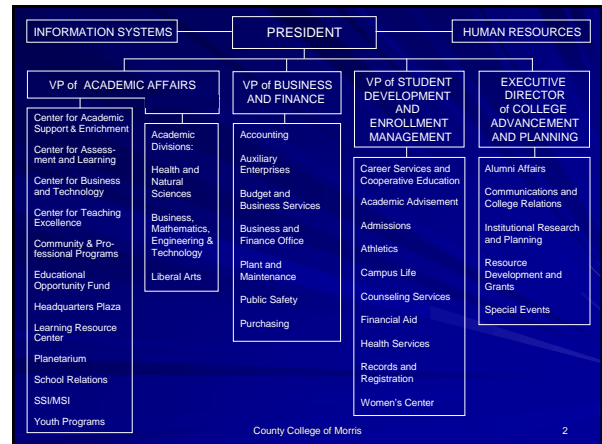 INFORMATION SYSTEMS
PRESIDENT
HUMAN RESOURCES
VP of ACADEMIC AFFAIRS
Center for Academic
Support & Enrichment
Center for Assess-
ment and Learning
Center for Business
and Technology
Center for Teaching
Excellence
Community & Pro-
fessional Programs
Educational
Opportunity Fund
Headquarters Plaza
Learning Resource
Center
Planetarium
School Relations
SSI/MSI
Youth Programs
Academic
Divisions:
Health and
Natural
Sciences
Business,
Mathematics,
Engineering &
Technology
Liberal Arts
VP of BUSINESS
AND FINANCE
Accounting
Auxiliary
Enterprises
Budget and
Business Services
Business and
Finance Office
Plant and
Maintenance
Public Safety
Purchasing
VP of STUDENT
DEVELOPMENT
AND
ENROLLMENT
MANAGEMENT
Career Services and
Cooperative Education
Academic Advisement
Admissions
Athletics
Campus Life
Counseling Services
Financial Aid
Health Services
Records and
Registration
Women's Center
EXECUTIVE
DIRECTOR
of COLLEGE
ADVANCEMENT
AND PLANNING
Alumni Affairs
Communications and
College Relations
Institutional Research
and Planning
Resource
Development and
Grants
Special Events
County College of Morris
2